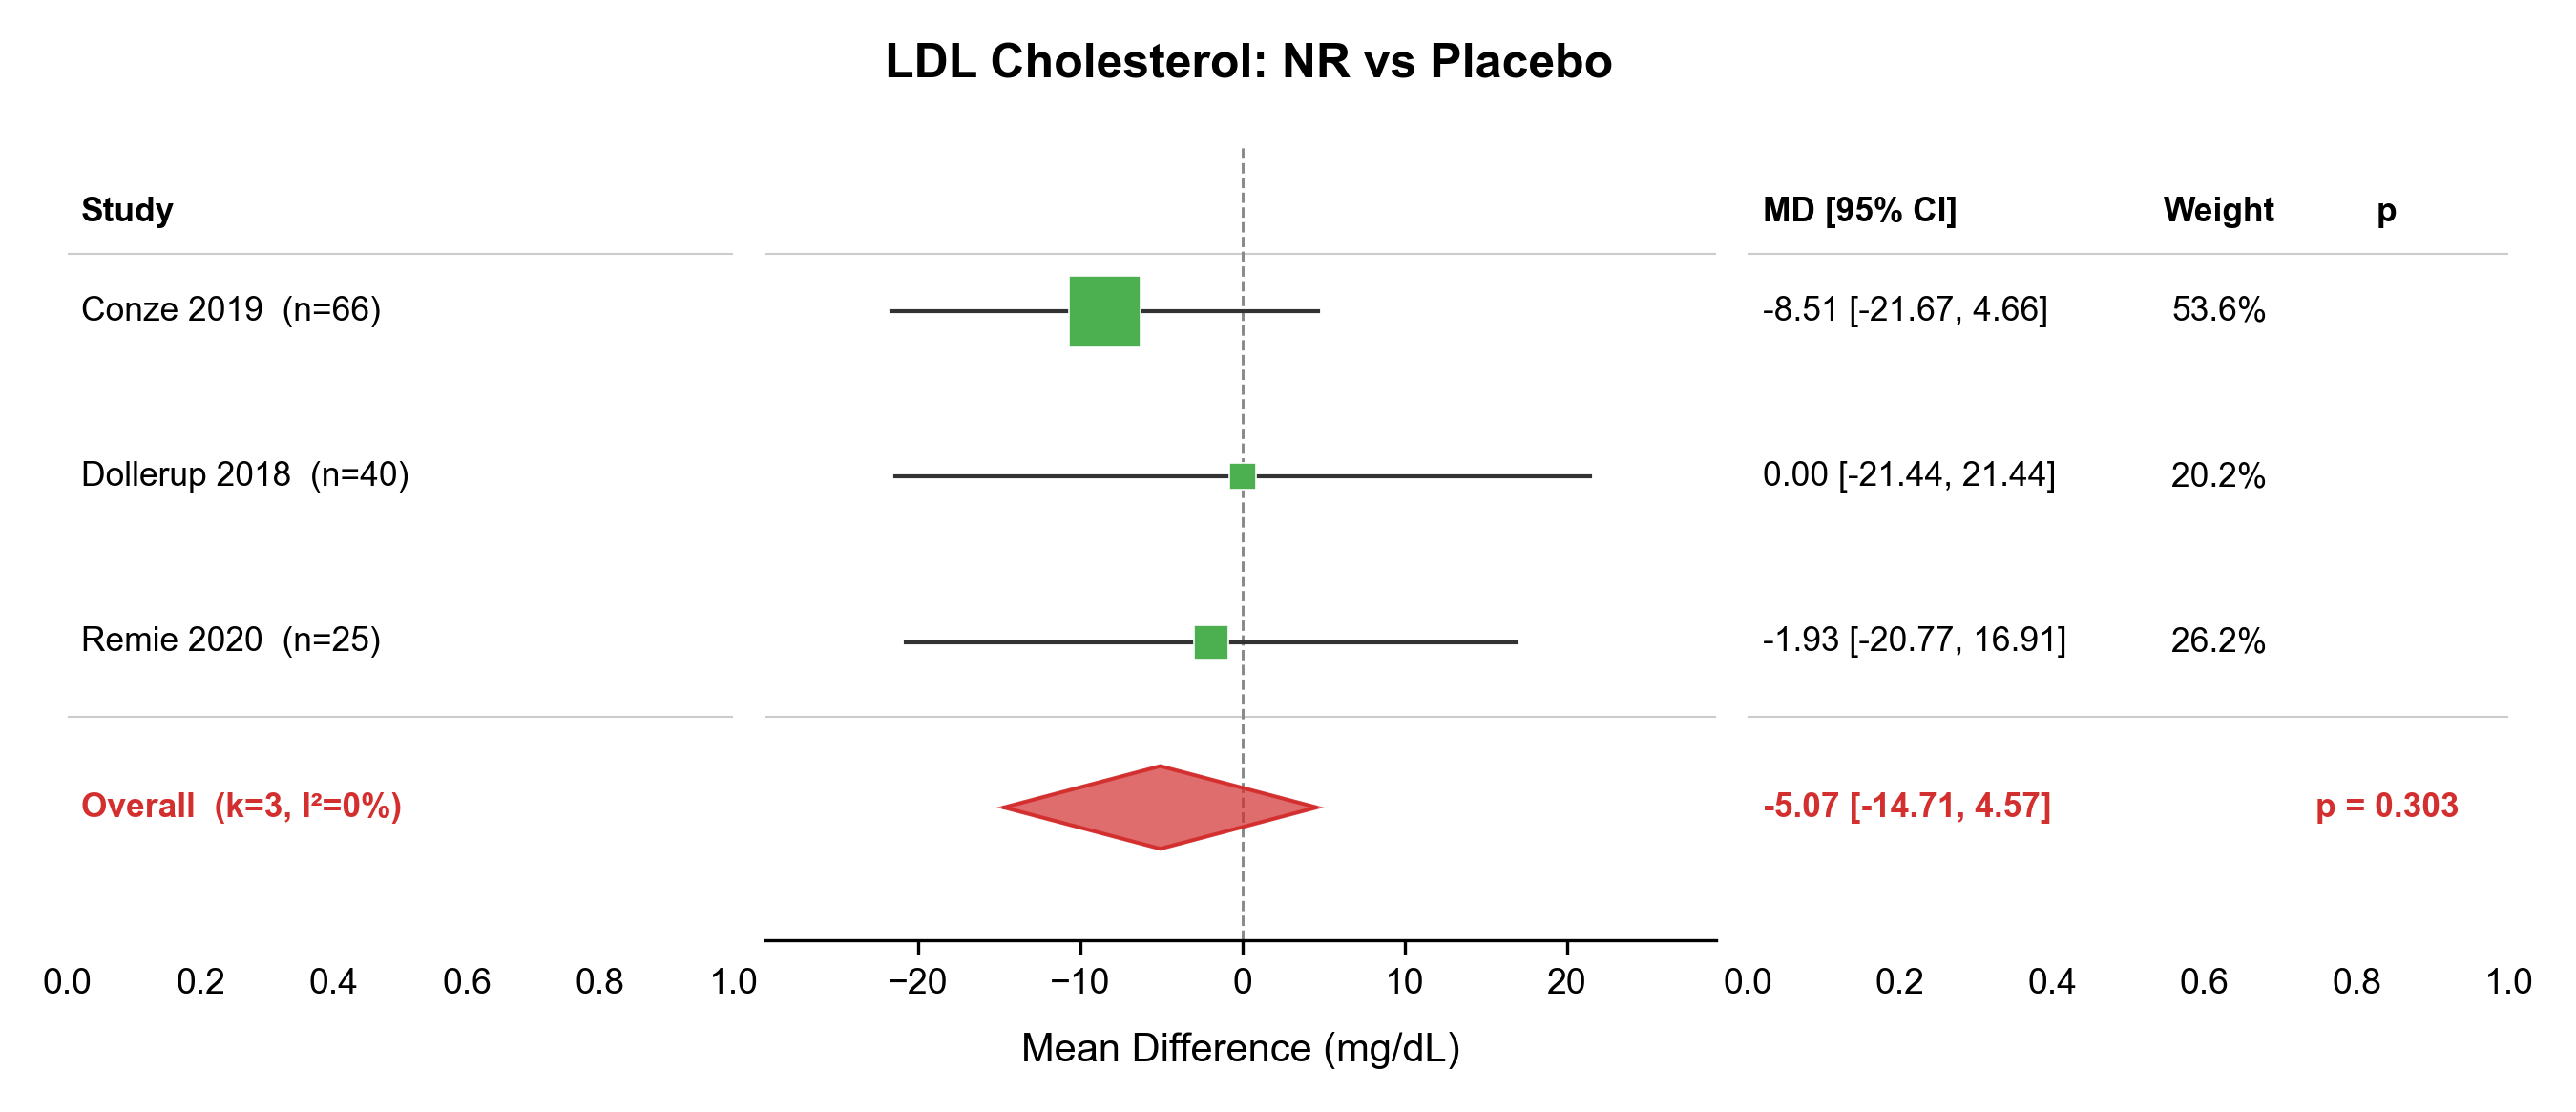 LDL Cholesterol: NR vs Placebo
Study MD [95% CI] Weight p
Conze 2019 (n=66) -8.51 [-21.67, 4.66] 53.6%
Dollerup 2018 (n=40) 0.00 [-21.44, 21.44] 20.2%
Remie 2020 (n=25) -1.93 [-20.77, 16.91] 26.2%
Overall (k=3, I²=0%) -5.07 [-14.71, 4.57] p = 0.303
0.0 0.2 0.4 0.6 0.8 1.0 −20 −10 0 10 20 0.0 0.2 0.4 0.6 0.8 1.0
Mean Difference (mg/dL)